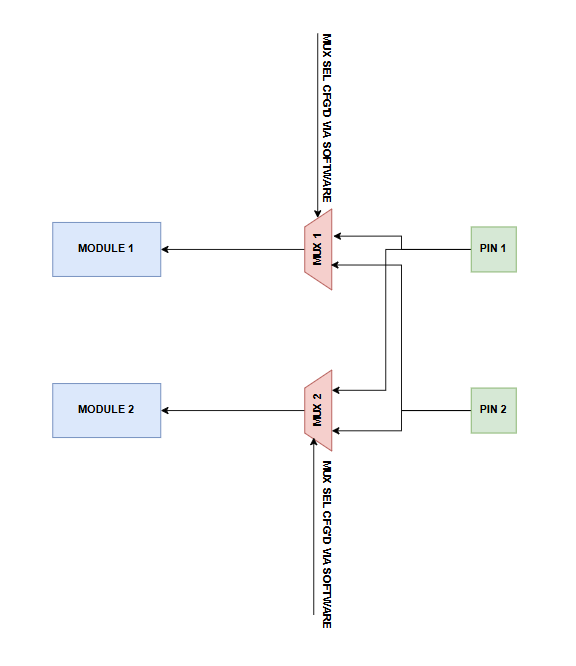 MUX SEL CFG'D VIA SOFTWARE
MODULE 1
MUX 1
PIN 1
MODULE 2
MUX 2
PIN 2
MUX SEL CFG'D VIA SOFTWARE